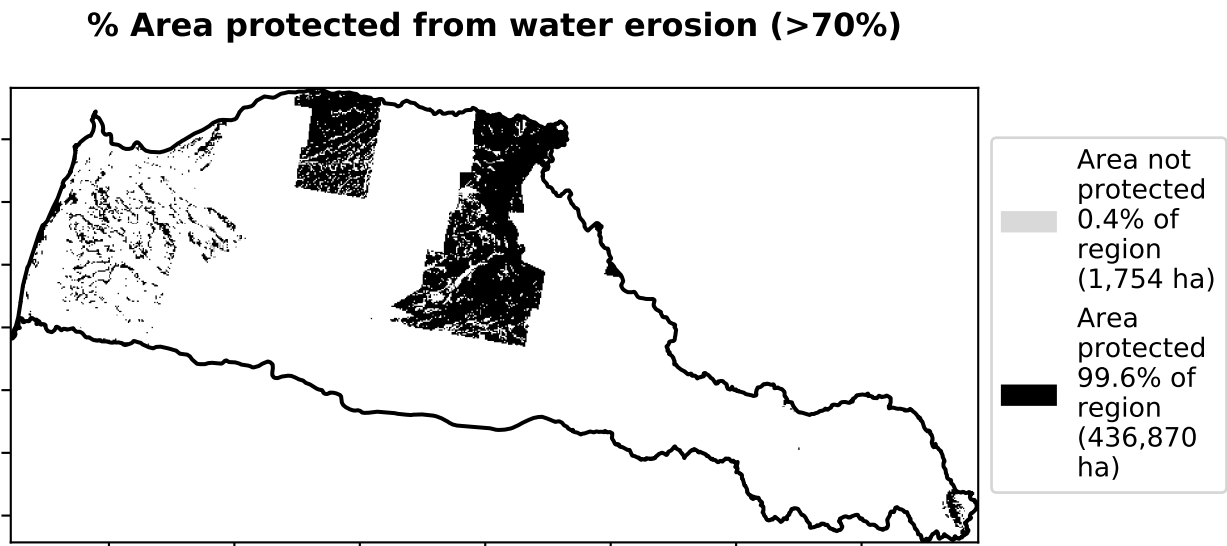 % Area protected from water erosion (>70%)
Area not
protected
0.4% of
region
(1,754 ha)
Area
protected
99.6% of
region
(436,870
ha)